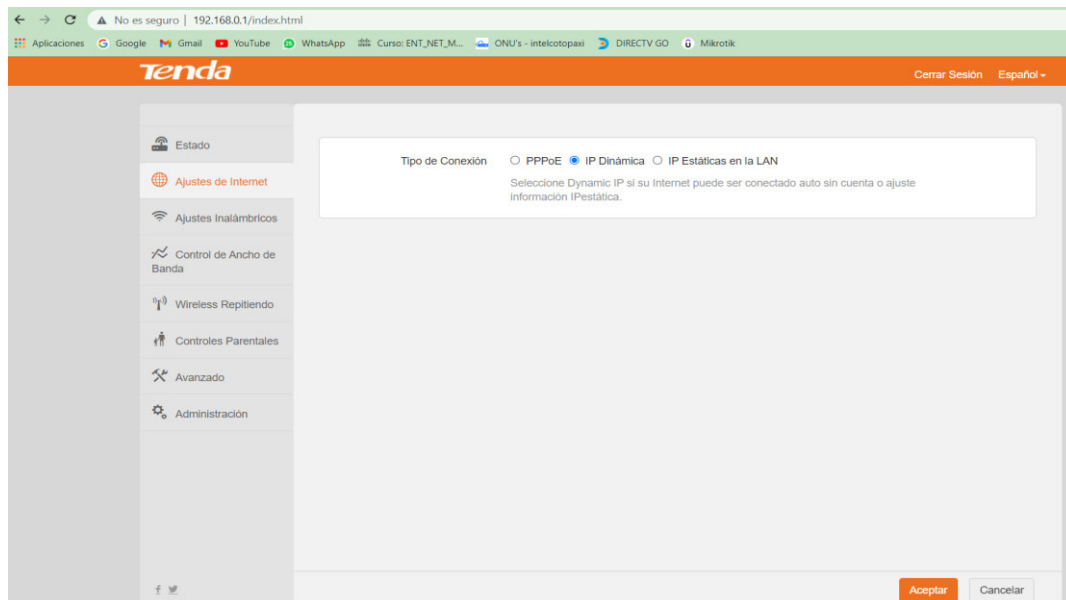 No es seguro | 192.168.0.1/index.html
Aplicaciones Google Gmail YouTube WhatsApp Curso: ENT_NET_M... ONU's - intelcotopaxi DIRECTV GO Mikrotik
Tenda
Cerrar Sesión Español
Estado
Ajustes de Internet
Ajustes Inalámbricos
Control de Ancho de
Banda
Wireless Repitiendo
Controles Parentales
Avanzado
Administración
Tipo de Conexión PPPoE IP Dinámica IP Estáticas en la LAN
Seleccione Dynamic IP si su Internet puede ser conectado auto sin cuenta o ajuste
información IPestática.
Aceptar Cancelar